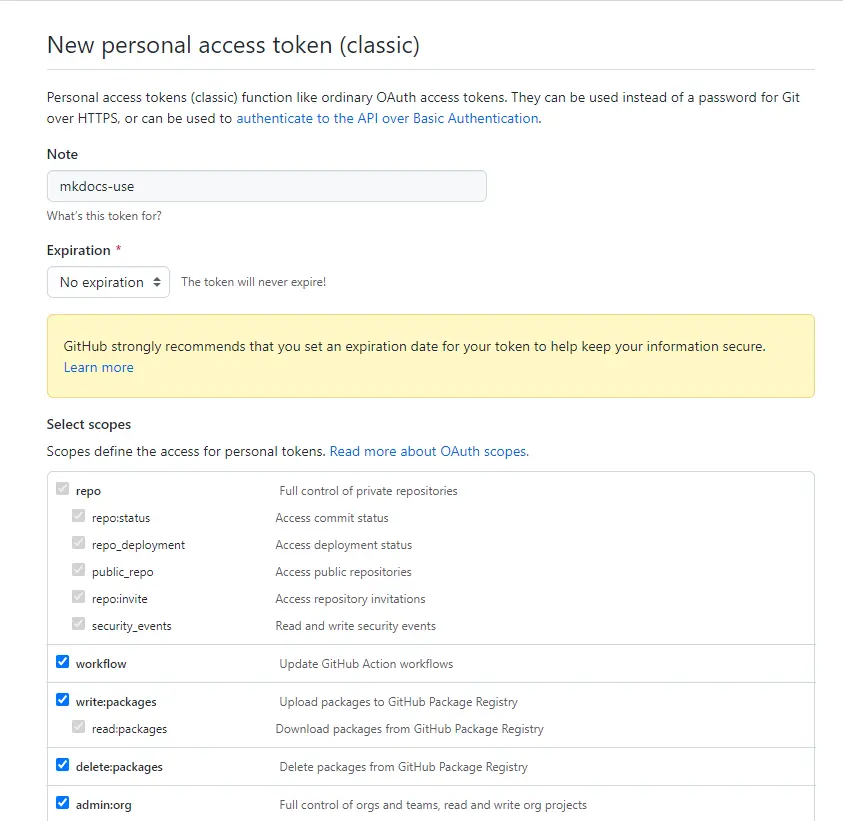 New personal access token (classic)
Personal access tokens (classic) function like ordinary OAuth access tokens. They can be used instead of a password for Git
over HTTPS, or can be used to authenticate to the API over Basic Authentication.
Note
mkdocs-use
What's this token for?
Expiration *
No expiration The token will never expire!
GitHub strongly recommends that you set an expiration date for your token to help keep your information secure.
Learn more
Select scopes
Scopes define the access for personal tokens. Read more about OAuth scopes.
repo Full control of private repositories
repo:status Access commit status
repo_deployment Access deployment status
public_repo Access public repositories
repo:invite Access repository invitations
security_events Read and write security events
workflow Update GitHub Action workflows
write:packages Upload packages to GitHub Package Registry
read:packages Download packages from GitHub Package Registry
delete:packages Delete packages from GitHub Package Registry
admin:org Full control of orgs and teams, read and write org projects